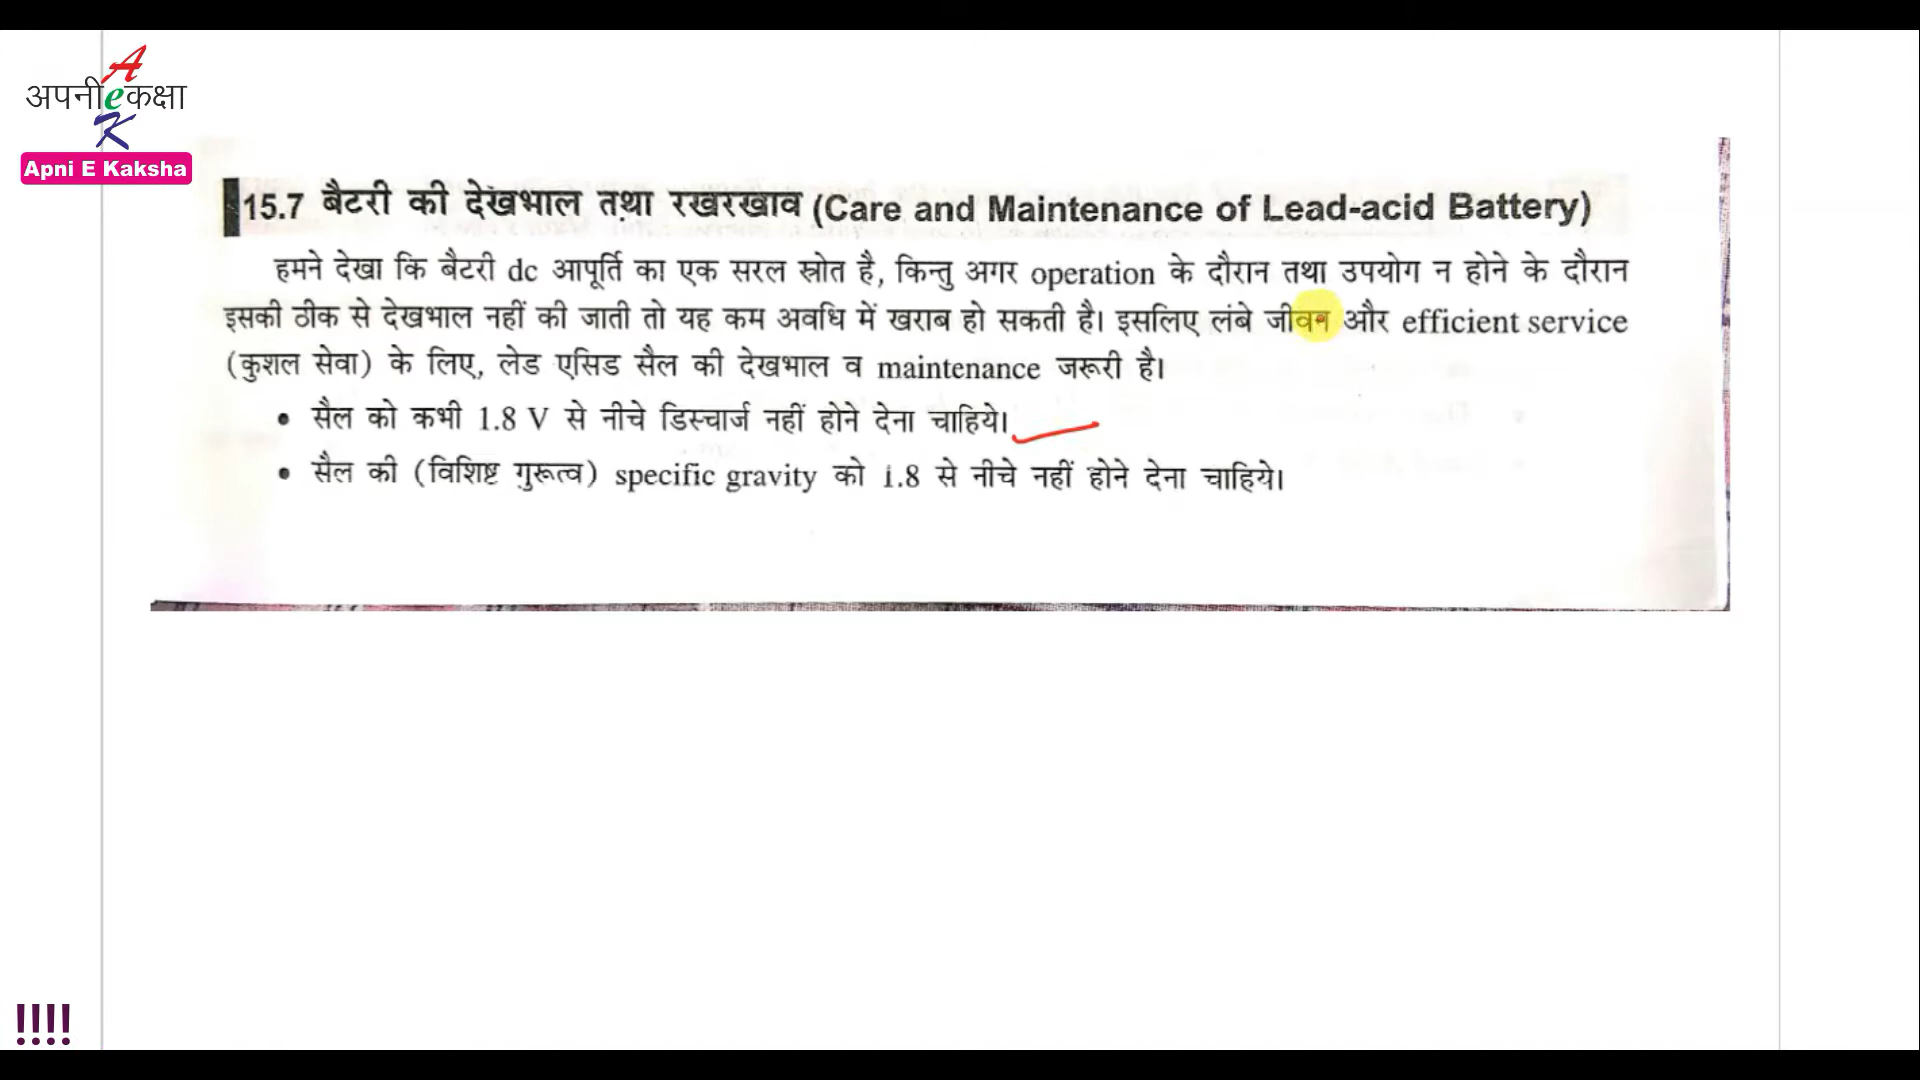 अपनी e कक्षा
A
K
Apni E Kaksha
15.7 बैटरी की देखभाल तथा रखरखाव (Care and Maintenance of Lead-acid Battery)
हमने देखा कि बैटरी dc आपूर्ति का एक सरल स्रोत है, किन्तु अगर operation के दौरान तथा उपयोग न होने के दौरान
इसकी ठीक से देखभाल नहीं की जाती तो यह कम अवधि में खराब हो सकती है। इसलिए लंबे जीवन और efficient service
(कुशल सेवा) के लिए, लेड एसिड सैल की देखभाल व maintenance जरूरी है।
• सैल को कभी 1.8 V से नीचे डिस्चार्ज नहीं होने देना चाहिये।
• सैल की (विशिष्ट गुरूत्व) specific gravity को 1.8 से नीचे नहीं होने देना चाहिये।
!!!!